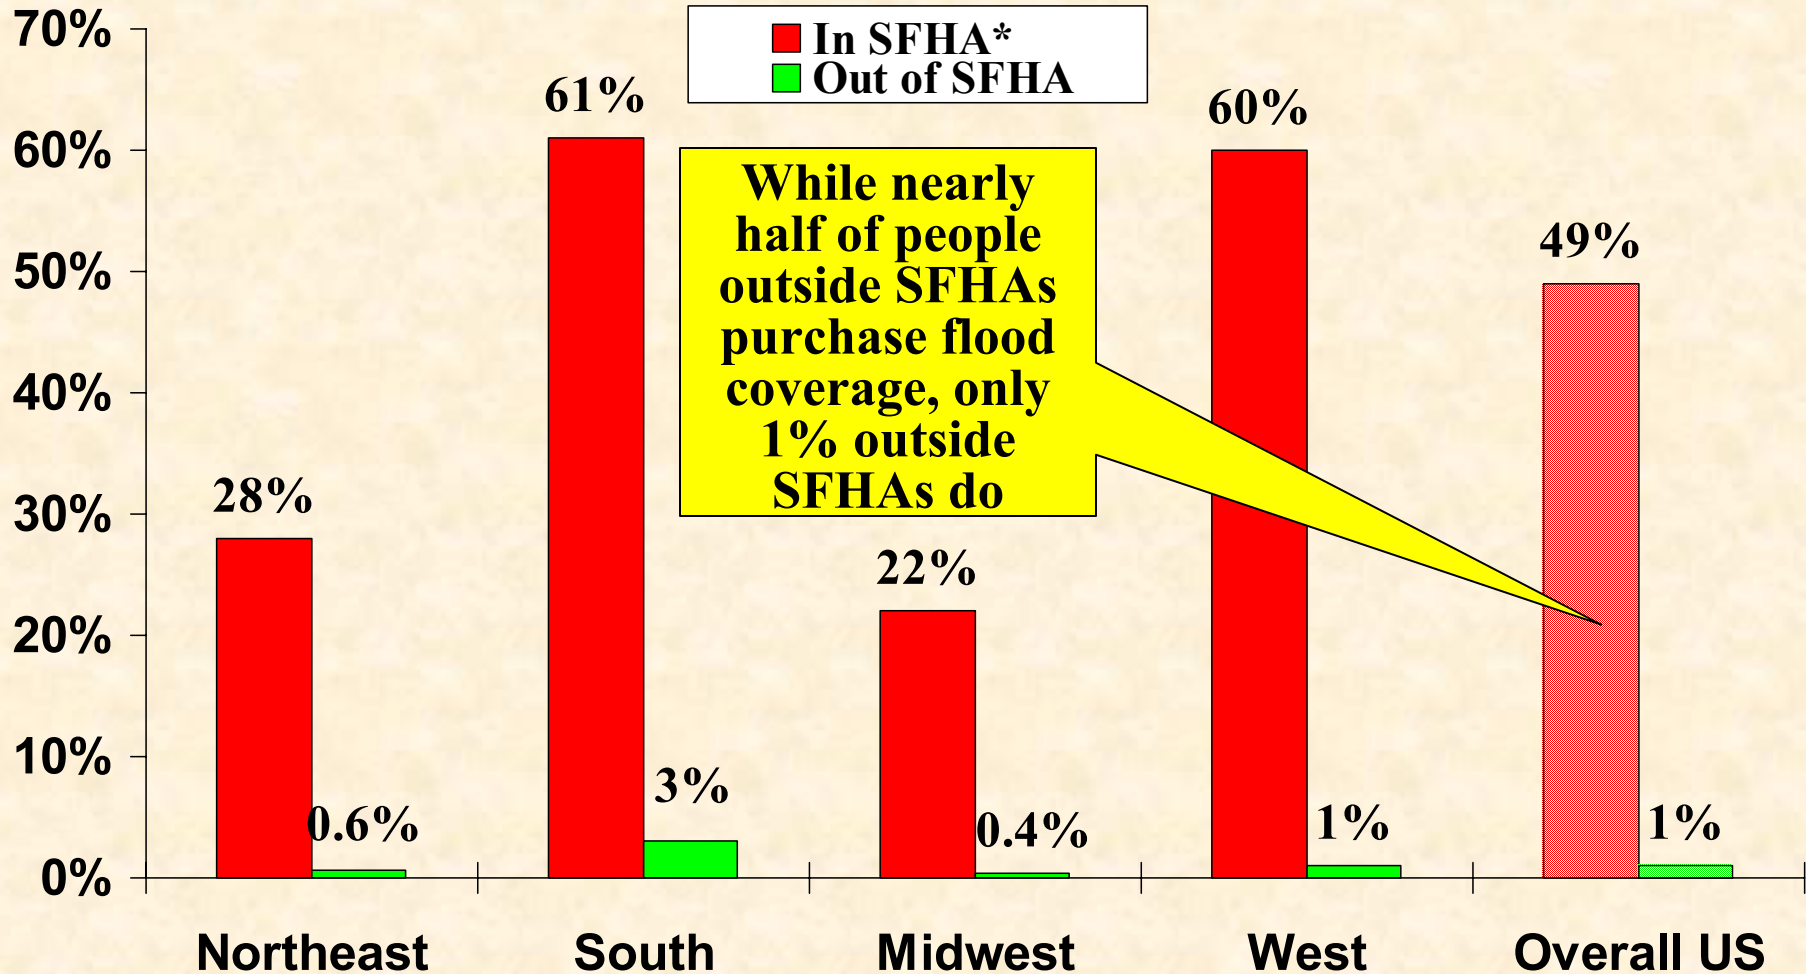 70%
60%
50%
40%
30%
20%
10%
0%
In SFHA*
Out of SFHA
While nearly
half of people
outside SFHAs
purchase flood
coverage, only
1% outside
SFHAs do
28%
0.6%
61%
3%
22%
0.4%
60%
1%
49%
1%
Northeast
South
Midwest
West
Overall US